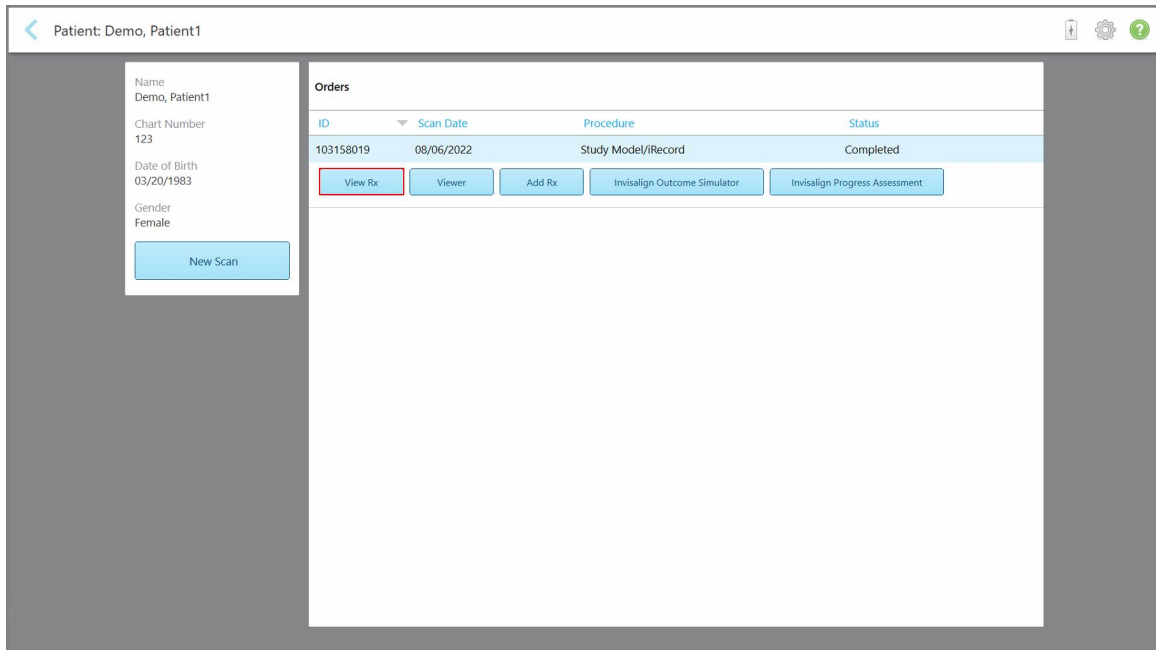 Patient: Demo, Patient1
?
Name
Demo, Patient1
Chart Number
123
Date of Birth
03/20/1983
Gender
Female
New Scan
Orders
ID Scan Date Procedure Status
103158019 08/06/2022 Study Model/iRecord Completed
View Rx Viewer Add Rx Invisalign Outcome Simulator Invisalign Progress Assessment